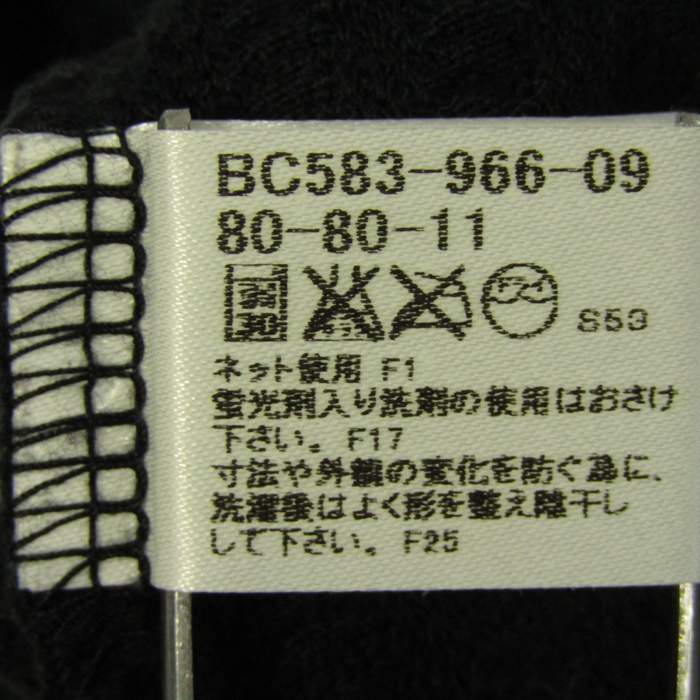 BC583-966-09
80-80-11
S59
ネット使用 F1
蛍光剤入り洗剤の使用はおさけ
下さい。F17
寸法や外観の変化を防ぐ為に、
洗濯後はよく形を整え陰干し
して下さい。F25